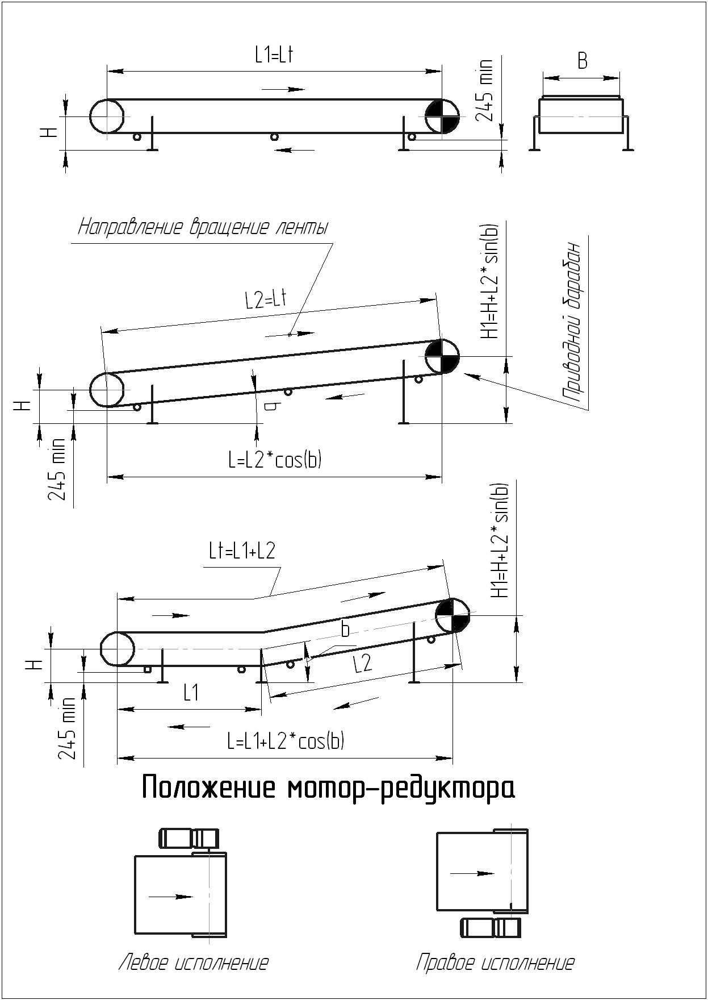 L1=Lt
B
245 min
H
Направление вращение ленты
H1=H+L2*sin(b)
Приводной барабан
L2=Lt
H
b
245 min
L=L2*cos(b)
H1=H+L2*sin(b)
Lt=L1+L2
b
H
L2
L1
245 min
L=L1+L2*cos(b)
Положение мотор-редуктора
Левое исполнение
Правое исполнение